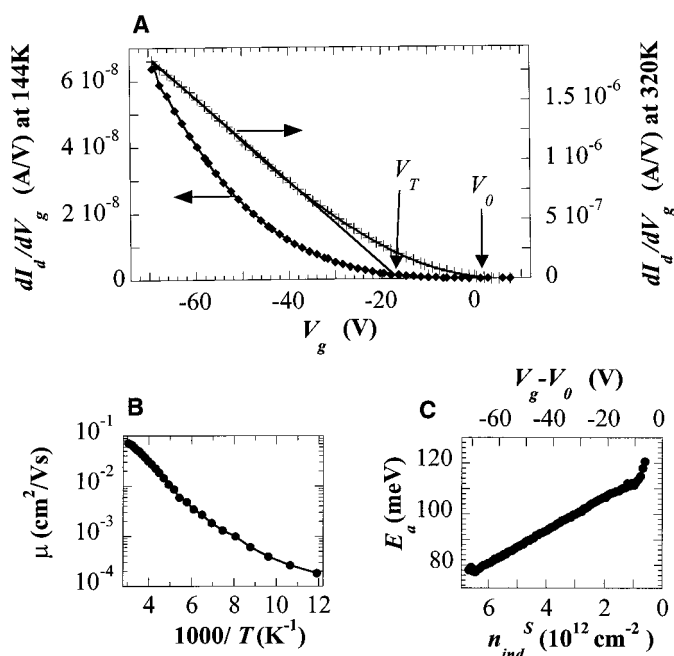 A
dI_d/dV_g (A/V) at 144K
6 10^-8
4 10^-8
2 10^-8
0
V_T
V_0
1.5 10^-6
1 10^-6
5 10^-7
0
dI_d/dV_g (A/V) at 320K
-60 -40 -20 0
V_g (V)
B
μ (cm^2/Vs)
10^-1
10^-2
10^-3
10^-4
4 6 8 10 12
1000/ T(K^-1)
C
V_g-V_0 (V)
-60 -40 -20 0
E_a (meV)
120
100
80
6 4 2 0
n_ind^S (10^12 cm^-2)